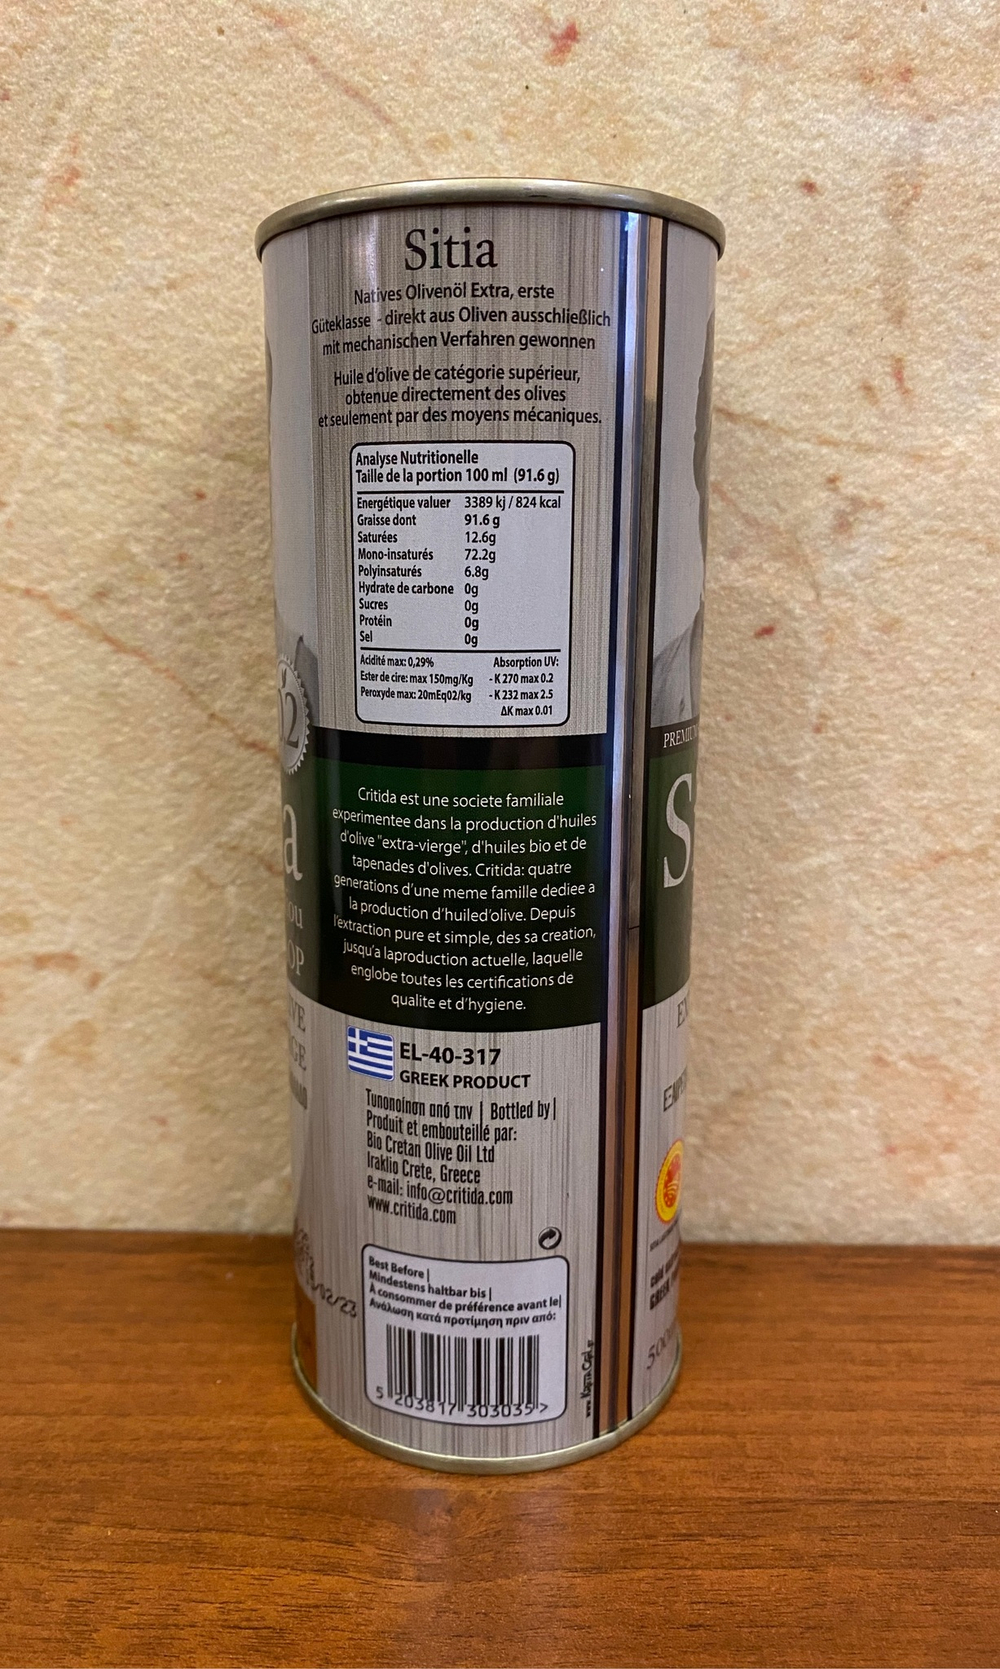 Sitia
Natives Olivenöl Extra, erste
Güteklasse - direkt aus Oliven ausschließlich
mit mechanischen Verfahren gewonnen
Huile d'olive de catégorie supérieur,
obtenue directement des olives
et seulement par des moyens mécaniques.
Analyse Nutritionelle
Taille de la portion 100 ml (91.6 g)
Energétique valuer 3389 kj / 824 kcal
Graisse dont 91.6 g
Saturées 12.6g
Mono-insaturés 72.2g
Polyinsaturés 6.8g
Hydrate de carbone 0g
Sucres 0g
Protéin 0g
Sel 0g
Acidité max: 0,29% Absorption UV:
Ester de cire: max 150mg/Kg - K 270 max 0.2
Peroxyde max: 20mEqO2/kg - K 232 max 2.5
ΔK max 0.01
Critida est une societe familiale
experimentee dans la production d'huiles
d'olive "extra-vierge", d'huiles bio et de
tapenades d'olives. Critida: quatre
generations d'une meme famille dediee a
la production d'huiled'olive. Depuis
l'extraction pure et simple, des sa creation,
jusqu'a laproduction actuelle, laquelle
englobe toutes les certifications de
qualite et d'hygiene.
EL-40-317
GREEK PRODUCT
Τυποποίηση από την | Bottled by |
Produit et embouteillé par:
Bio Cretan Olive Oil Ltd
Iraklio Crete, Greece
e-mail: info@critida.com
www.critida.com
Best Before |
Mindestens haltbar bis |
À consommer de préférence avant le|
Ανάλωση κατά προτίμηση πριν από:
5 203817 303035 >
PREMIUM
500